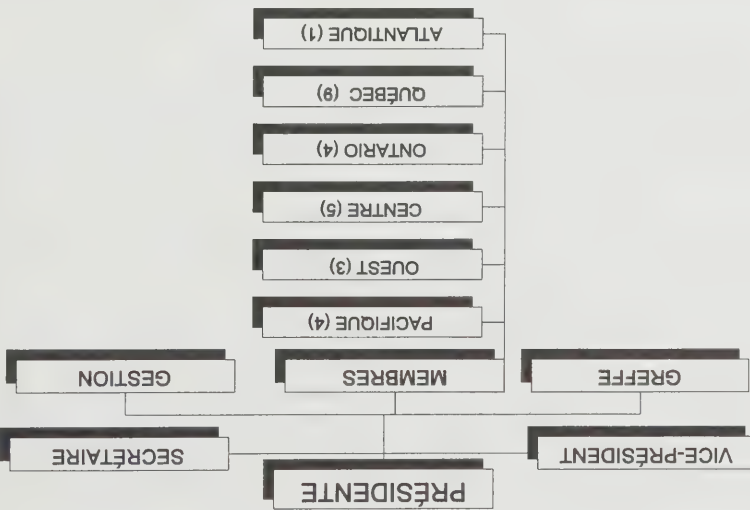 PRÉSIDENTE
VICE-PRÉSIDENT
SECRÉTAIRE
GREFFE
MEMBRES
GESTION
PACIFIQUE (4)
OUEST (3)
CENTRE (5)
ONTARIO (4)
QUÉBEC (9)
ATLANTIQUE (1)